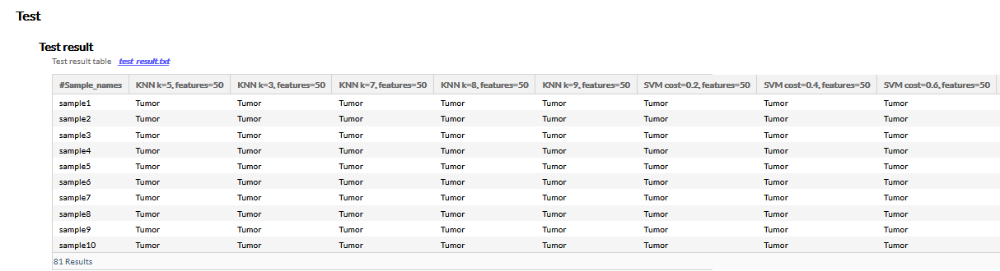 Test
Test result
Test result table test_result.txt
#Sample_names KNN k=5, features=50 KNN k=3, features=50 KNN k=7, features=50 KNN k=8, features=50 KNN k=9, features=50 SVM cost=0.2, features=50 SVM cost=0.4, features=50 SVM cost=0.6, features=50
sample1 Tumor Tumor Tumor Tumor Tumor Tumor Tumor Tumor
sample2 Tumor Tumor Tumor Tumor Tumor Tumor Tumor Tumor
sample3 Tumor Tumor Tumor Tumor Tumor Tumor Tumor Tumor
sample4 Tumor Tumor Tumor Tumor Tumor Tumor Tumor Tumor
sample5 Tumor Tumor Tumor Tumor Tumor Tumor Tumor Tumor
sample6 Tumor Tumor Tumor Tumor Tumor Tumor Tumor Tumor
sample7 Tumor Tumor Tumor Tumor Tumor Tumor Tumor Tumor
sample8 Tumor Tumor Tumor Tumor Tumor Tumor Tumor Tumor
sample9 Tumor Tumor Tumor Tumor Tumor Tumor Tumor Tumor
sample10 Tumor Tumor Tumor Tumor Tumor Tumor Tumor Tumor
81 Results